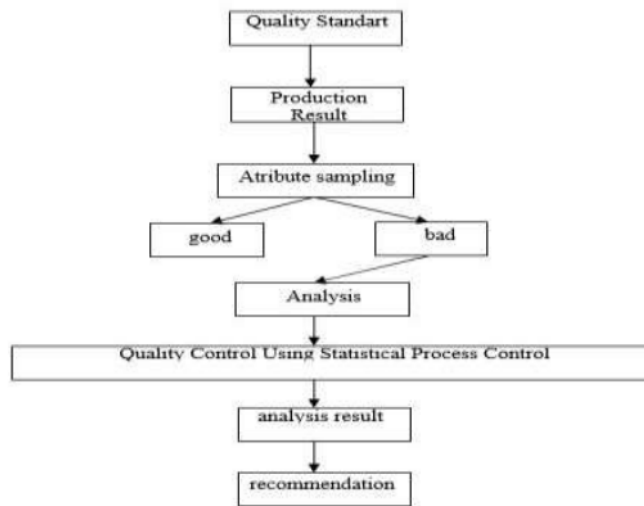 Quality Standart
Production
Result
Atribute sampling
good
bad
Analysis
Quality Control Using Statistical Process Control
analysis result
recommendation